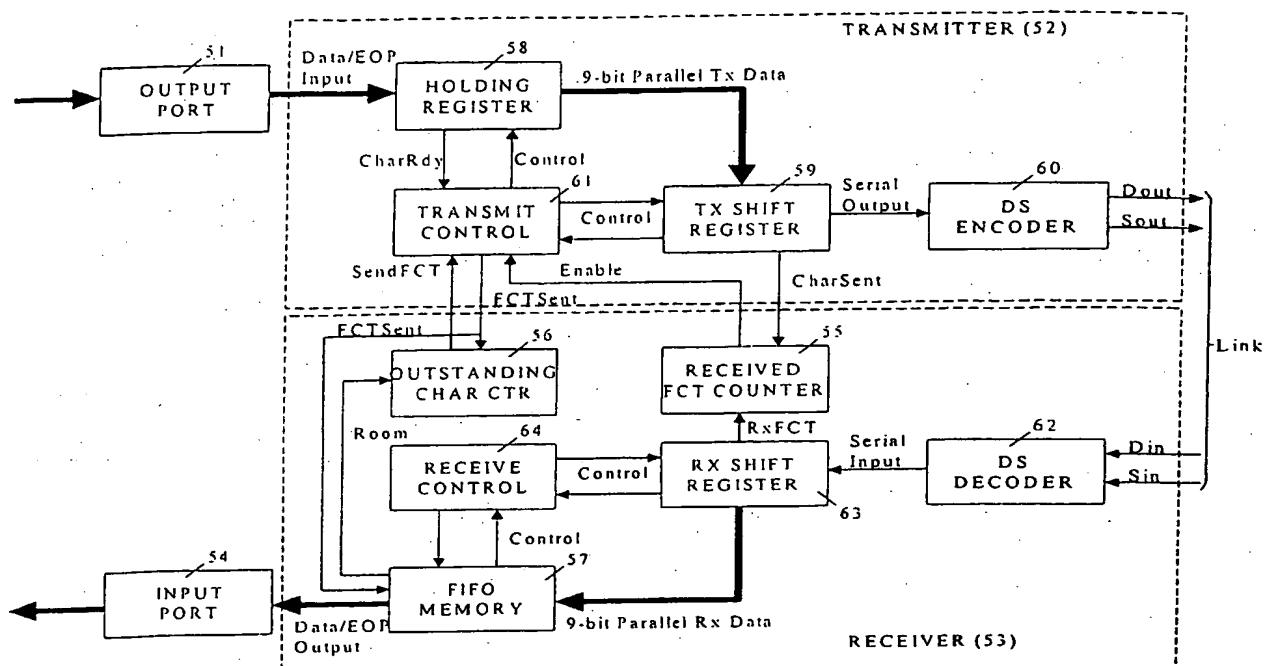 TRANSMITTER (52)
51
OUTPUT
PORT
Data/EOP
Input
58
HOLDING
REGISTER
9-bit Parallel Tx Data
CharRdy
Control
61
TRANSMIT
CONTROL
Control
59
TX SHIFT
REGISTER
Serial
Output
60
DS
ENCODER
Dout
Sout
SendFCT
FCTSent
Enable
CharSent
FCTSent
56
OUTSTANDING
CHAR CTR
55
RECEIVED
FCT COUNTER
Link
Room
RxFCT
64
RECEIVE
CONTROL
Control
RX SHIFT
REGISTER
63
Serial
Input
62
DS
DECODER
Din
Sin
Control
54
INPUT
PORT
57
FIFO
MEMORY
Data/EOP
Output
9-bit Parallel Rx Data
RECEIVER (53)